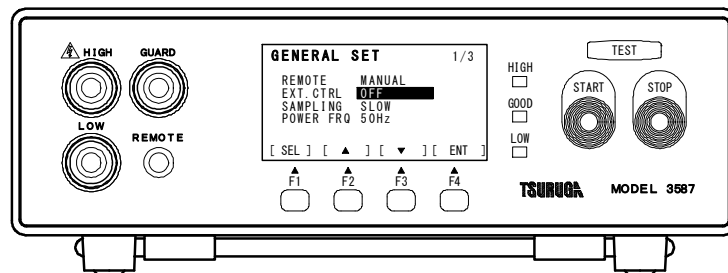 HIGH GUARD
LOW
REMOTE
GENERAL SET 1/3
REMOTE MANUAL
EXT.CTRL OFF
SAMPLING SLOW
POWER FRQ 50Hz
[ SEL ] [ ▲ ] [ ▼ ] [ ENT ]
▲ ▲ ▲ ▲
F1 F2 F3 F4
HIGH
GOOD
LOW
TEST
START STOP
TSURUGA MODEL 3587